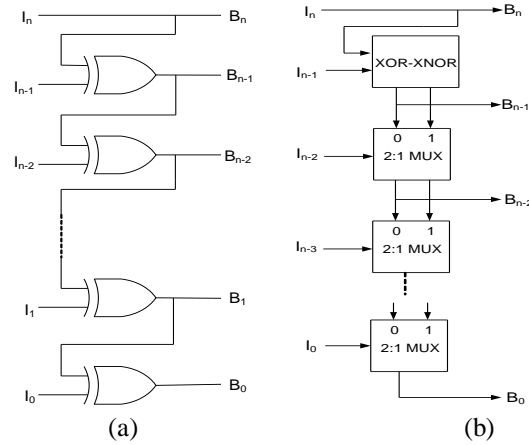 Iₙ Bₙ
Iₙ₋₁ Bₙ₋₁
Iₙ₋₂ Bₙ₋₂
I₁ B₁
I₀ B₀
(a)
Iₙ Bₙ
Iₙ₋₁ XOR-XNOR
Bₙ₋₁
0 1
Iₙ₋₂ 2:1 MUX
Bₙ₋₂
0 1
Iₙ₋₃ 2:1 MUX
0 1
I₀ 2:1 MUX
B₀
(b)